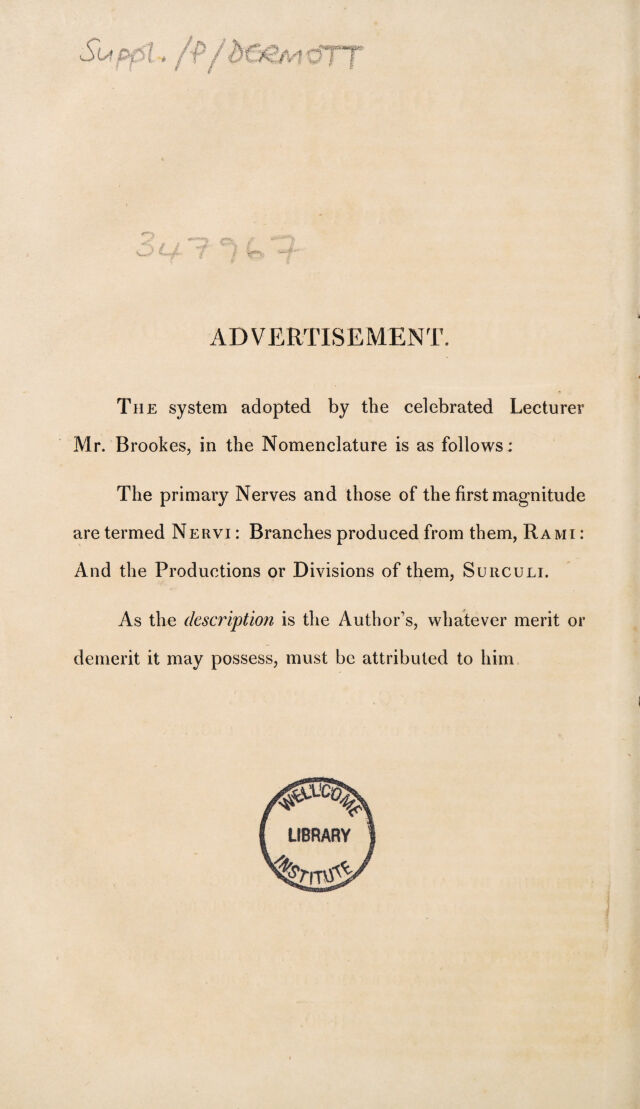 Suppl. /P/DERMOTT
347967
ADVERTISEMENT.
THE system adopted by the celebrated Lecturer
Mr. Brookes, in the Nomenclature is as follows:
The primary Nerves and those of the first magnitude
are termed NERVI: Branches produced from them, RAMI:
And the Productions or Divisions of them, SURCULI.
As the description is the Author's, whatever merit or
demerit it may possess, must be attributed to him.
WELLCOME
LIBRARY
INSTITUTE